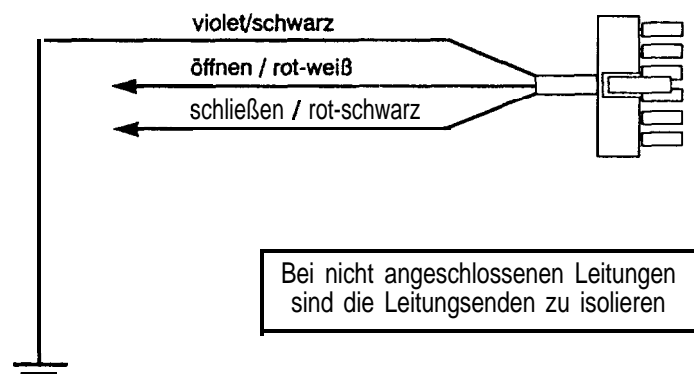 violet/schwarz
öffnen / rot-weiß
schließen / rot-schwarz
Bei nicht angeschlossenen Leitungen
sind die Leitungsenden zu isolieren